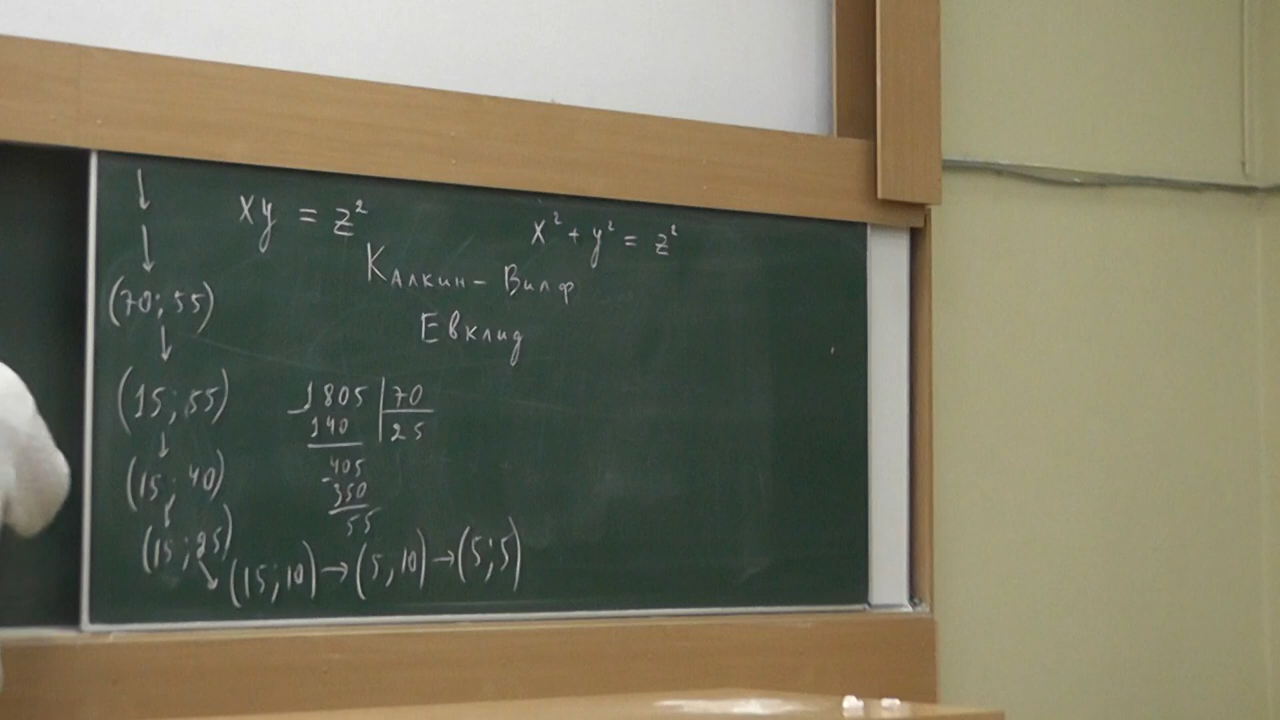 xy = z²
x² + y² = z²
Калкин - Вилф
Евклид
↓
↓
(70; 55)
↓
(15; 55)
↓
(15; 40)
↓
(15; 25)
↘ (15; 10) → (5, 10) → (5; 5)
1805 | 70
140 | 25
-405
350
55